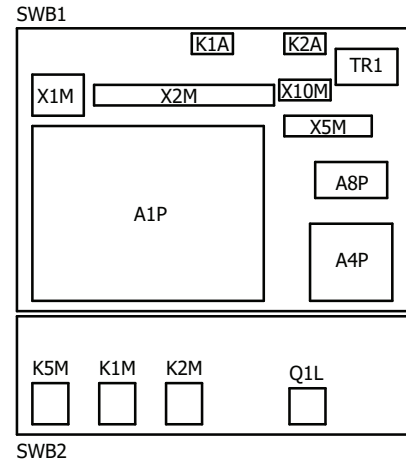 SWB1
K1A
K2A
TR1
X1M
X2M
X10M
X5M
A8P
A1P
A4P
K5M
K1M
K2M
Q1L
SWB2